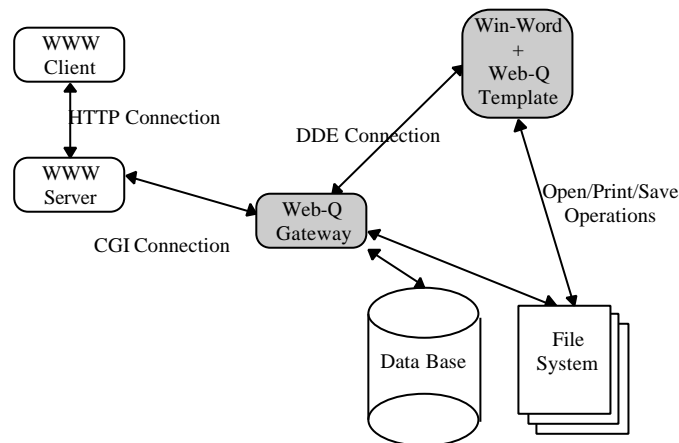 WWW
Client
Win-Word
+
Web-Q
Template
HTTP Connection
DDE Connection
WWW
Server
Open/Print/Save
Operations
Web-Q
Gateway
CGI Connection
Data Base
File
System